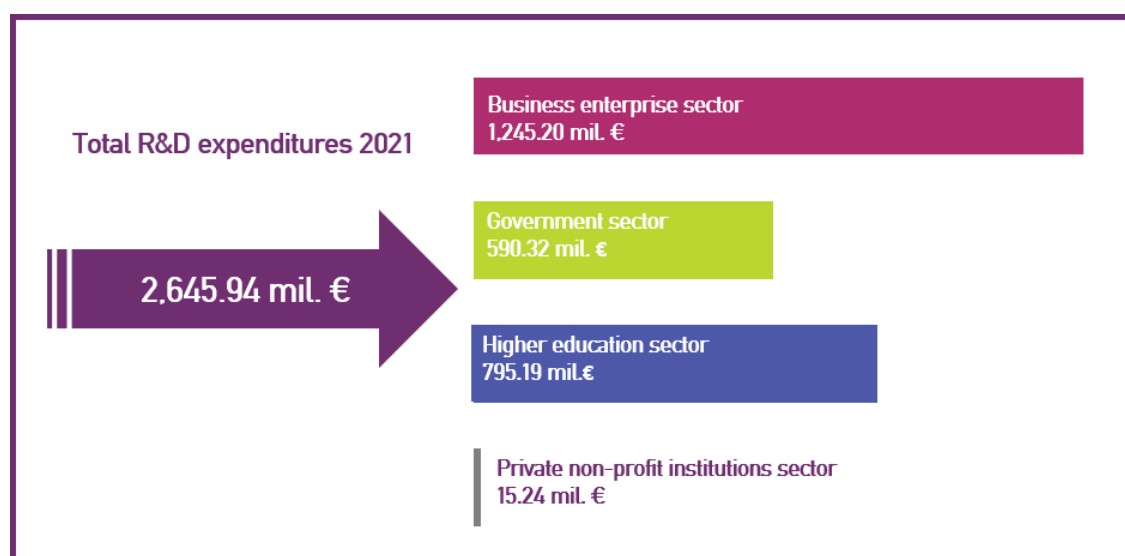 Total R&D expenditures 2021
2,645.94 mil. €
Business enterprise sector
1,245.20 mil. €
Government sector
590.32 mil. €
Higher education sector
795.19 mil.€
Private non-profit institutions sector
15.24 mil. €